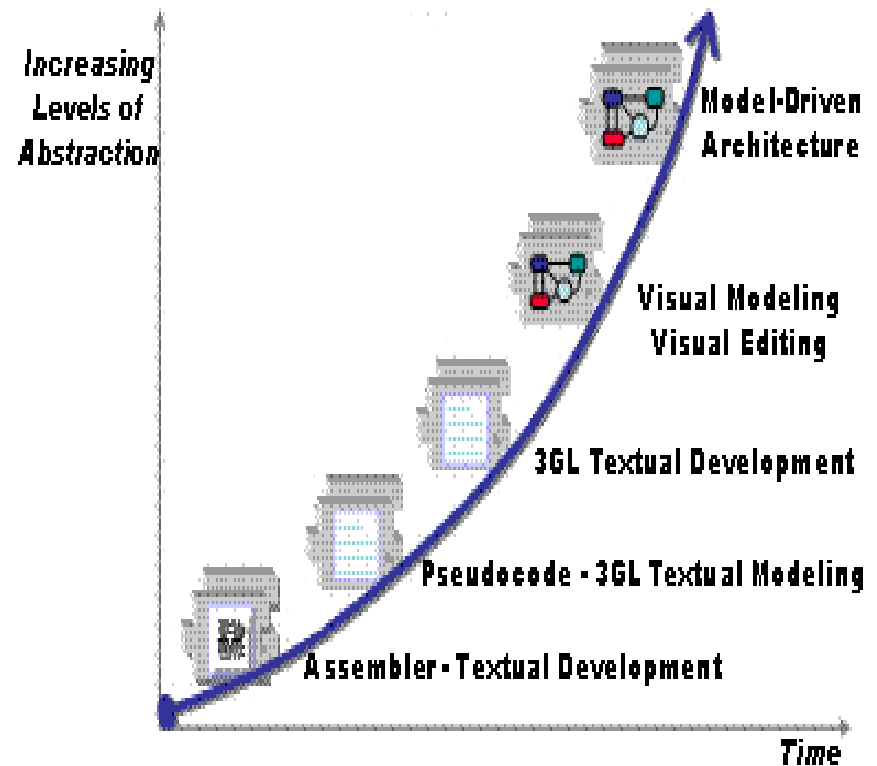 Increasing
Levels of
Abstraction
Model-Driven
Architecture
Visual Modeling
Visual Editing
3GL Textual Development
Pseudocode - 3GL Textual Modeling
Assembler - Textual Development
Time